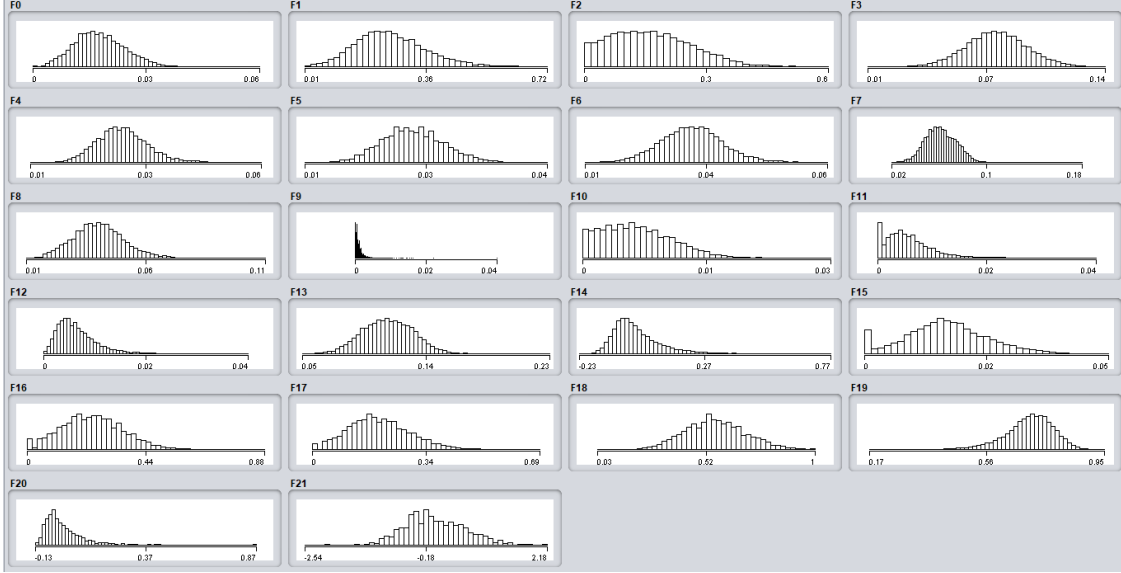 F0 F1 F2 F3
0 0.03 0.06 0.01 0.36 0.72 0 0.3 0.6 0.01 0.07 0.14
F4 F5 F6 F7
0.01 0.03 0.06 0.01 0.03 0.04 0.01 0.04 0.06 0.02 0.1 0.18
F8 F9 F10 F11
0.01 0.06 0.11 0 0.02 0.04 0 0.01 0.03 0 0.02 0.04
F12 F13 F14 F15
0 0.02 0.04 0.05 0.14 0.23 -0.23 0.27 0.77 0 0.02 0.05
F16 F17 F18 F19
0 0.44 0.88 0 0.34 0.69 0.03 0.52 1 0.17 0.56 0.95
F20 F21
-0.13 0.37 0.87 -2.54 -0.18 2.18